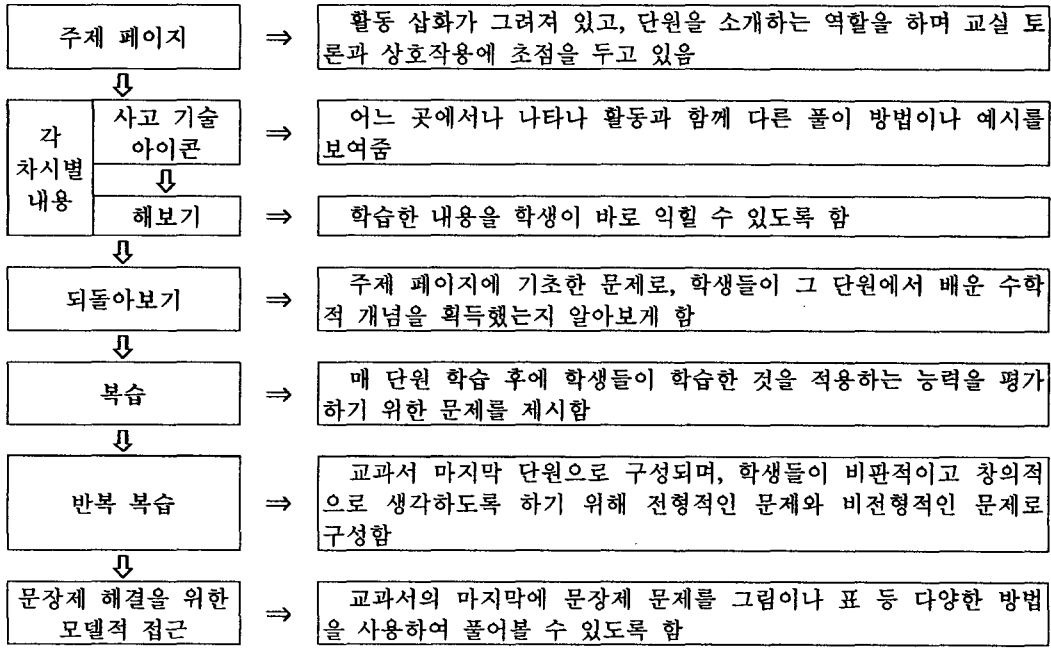 주제 페이지
⇒
활동 삽화가 그려져 있고, 단원을 소개하는 역할을 하며 교실 토
론과 상호작용에 초점을 두고 있음
⇩
각
차시별
내용
사고 기술
아이콘
⇒
어느 곳에서나 나타나 활동과 함께 다른 풀이 방법이나 예시를
보여줌
⇩
해보기
⇒
학습한 내용을 학생이 바로 익힐 수 있도록 함
⇩
되돌아보기
⇒
주제 페이지에 기초한 문제로, 학생들이 그 단원에서 배운 수학
적 개념을 획득했는지 알아보게 함
⇩
복습
⇒
매 단원 학습 후에 학생들이 학습한 것을 적용하는 능력을 평가
하기 위한 문제를 제시함
⇩
반복 복습
⇒
교과서 마지막 단원으로 구성되며, 학생들이 비판적이고 창의적
으로 생각하도록 하기 위해 전형적인 문제와 비전형적인 문제로
구성함
⇩
문장제 해결을 위한
모델적 접근
⇒
교과서의 마지막에 문장제 문제를 그림이나 표 등 다양한 방법
을 사용하여 풀어볼 수 있도록 함